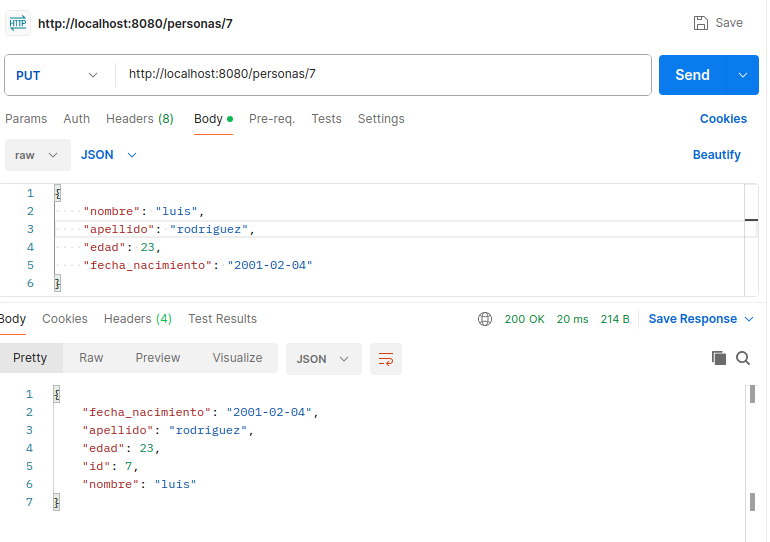 HTTP http://localhost:8080/personas/7 Save
PUT http://localhost:8080/personas/7 Send
Params Auth Headers (8) Body Pre-req. Tests Settings Cookies
raw JSON Beautify
1 {
2 "nombre": "luis",
3 "apellido": "rodriguez",
4 "edad": 23,
5 "fecha_nacimiento": "2001-02-04"
6 }
Body Cookies Headers (4) Test Results 200 OK 20 ms 214 B Save Response
Pretty Raw Preview Visualize JSON
1 {
2 "fecha_nacimiento": "2001-02-04",
3 "apellido": "rodriguez",
4 "edad": 23,
5 "id": 7,
6 "nombre": "luis"
7 }